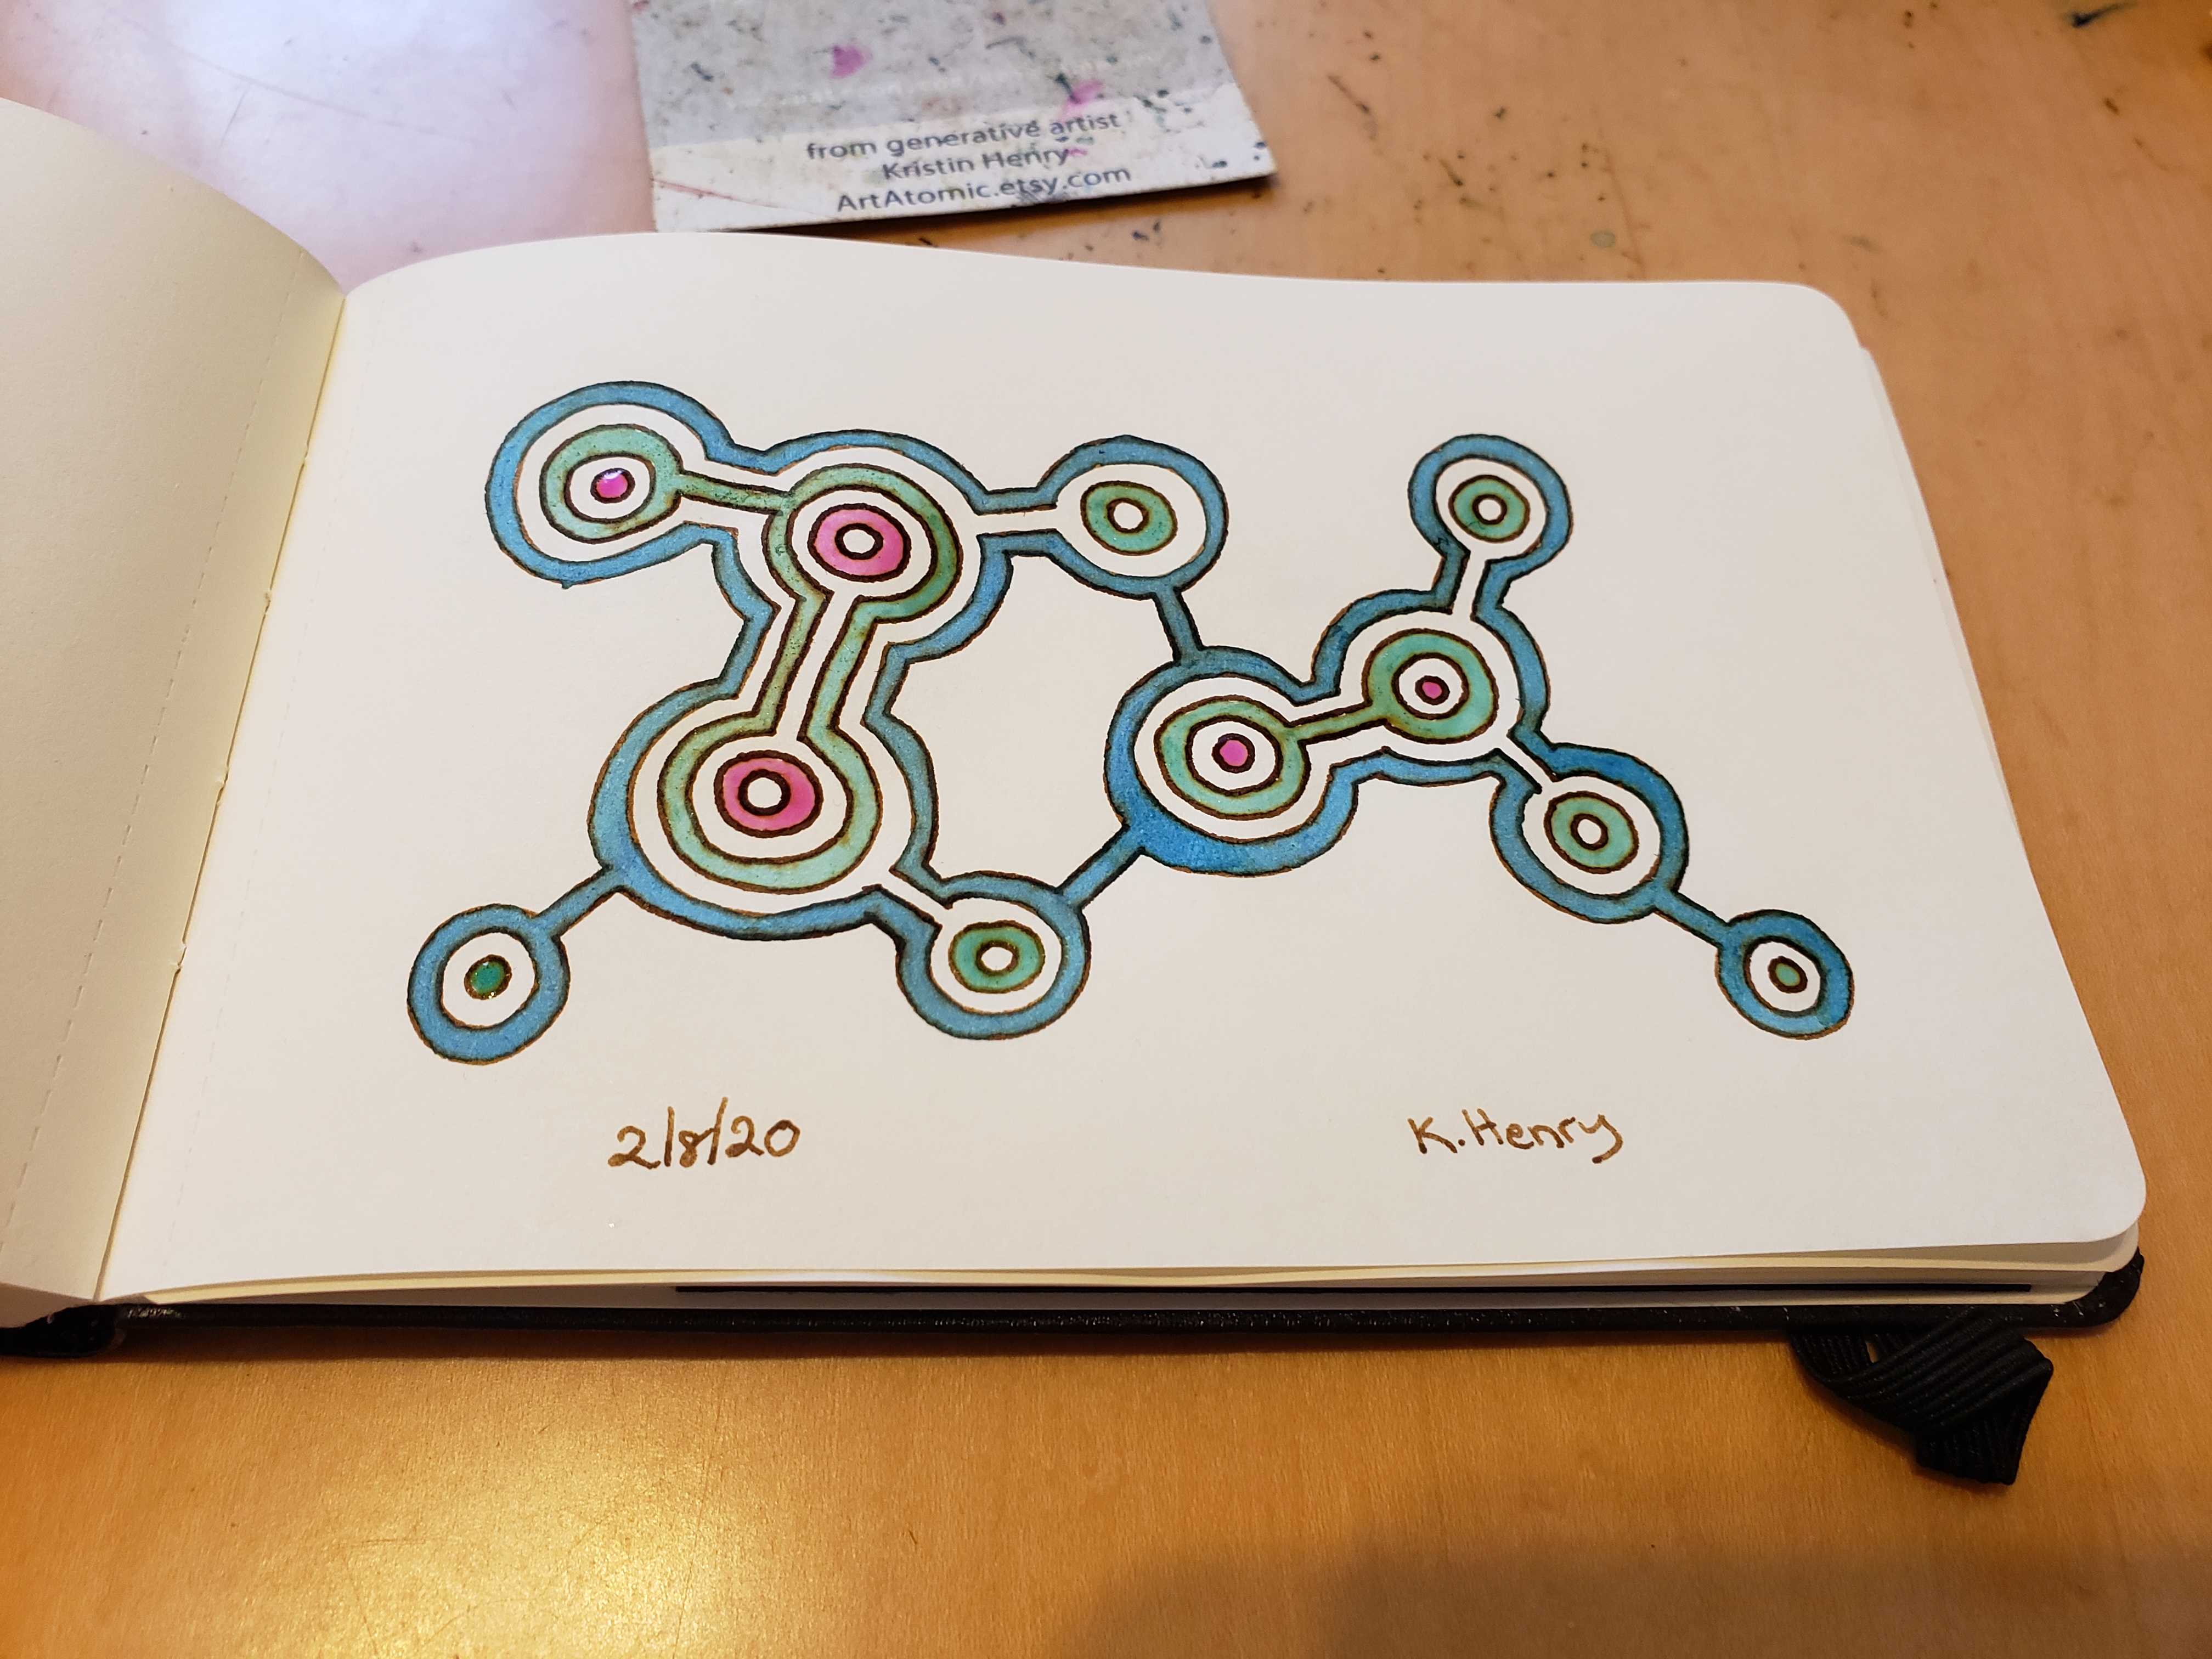 from generative artist
Kristin Henry
ArtAtomic.etsy.com
2/8/20
K.Henry